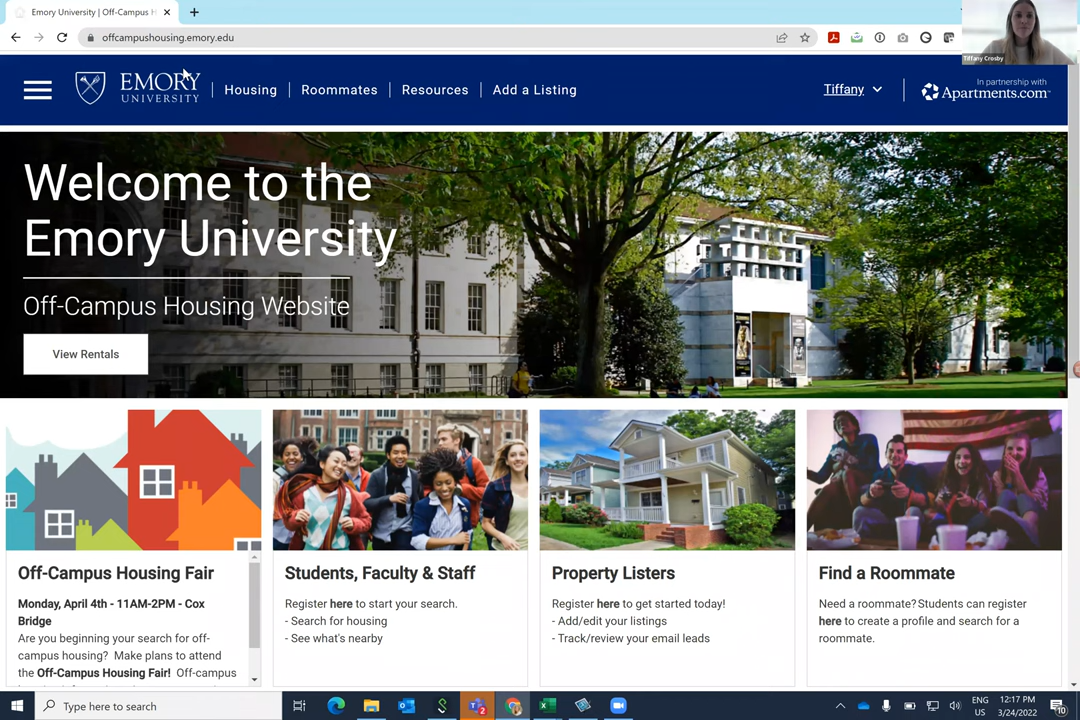 Emory University | Off-Campus H
offcampushousing.emory.edu
Tiffany Crosby
EMORY
UNIVERSITY
Housing
Roommates
Resources
Add a Listing
Tiffany
In partnership with
Apartments.com
Welcome to the
Emory University
Off-Campus Housing Website
View Rentals
Off-Campus Housing Fair
Monday, April 4th - 11AM-2PM - Cox
Bridge
Are you beginning your search for off-
campus housing? Make plans to attend
the Off-Campus Housing Fair! Off-campus
Students, Faculty & Staff
Register here to start your search.
- Search for housing
- See what's nearby
Property Listers
Register here to get started today!
- Add/edit your listings
- Track/review your email leads
Find a Roommate
Need a roommate? Students can register
here to create a profile and search for a
roommate.
Type here to search
2
ENG
US
12:17 PM
3/24/2022
10